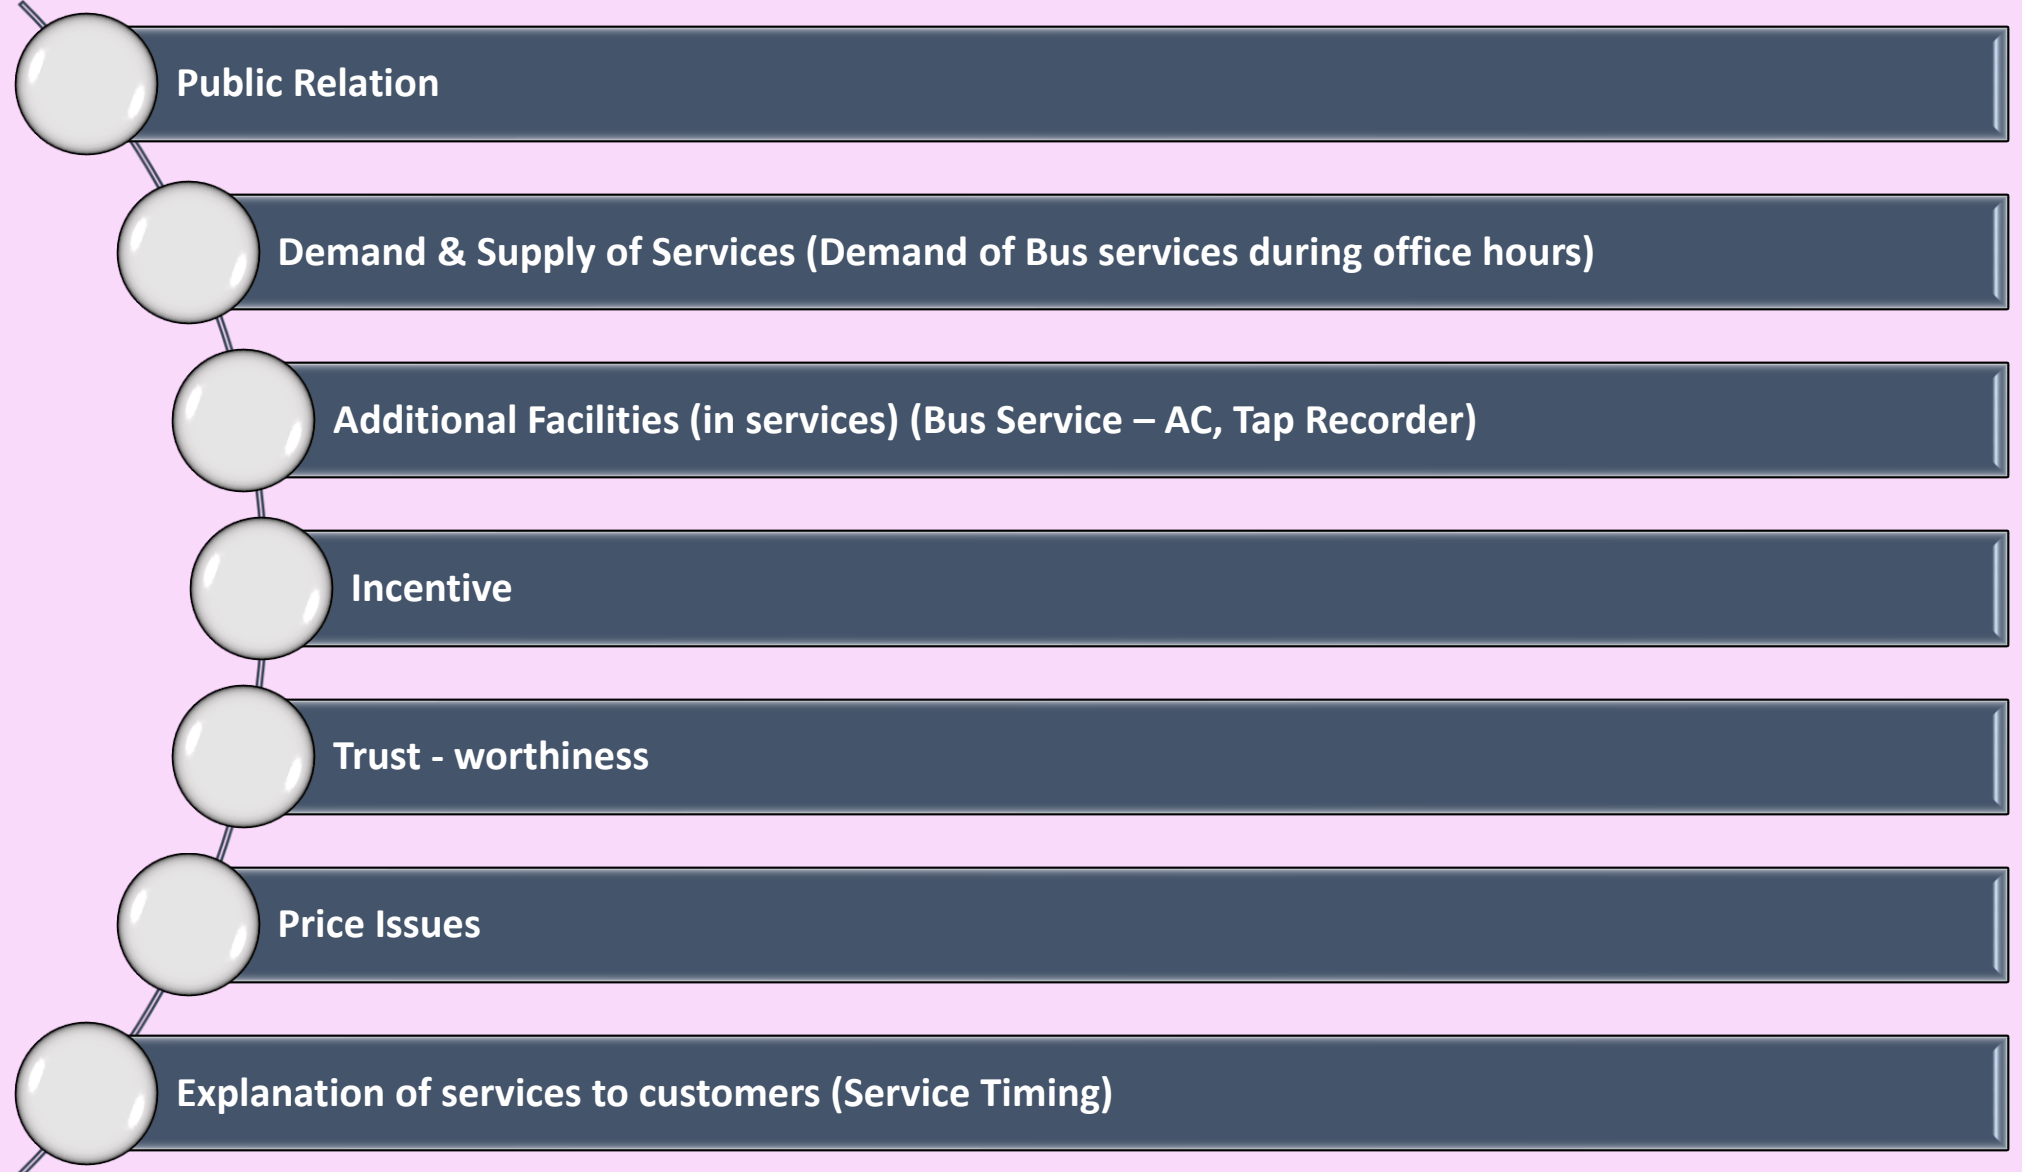 Public Relation
Demand & Supply of Services (Demand of Bus services during office hours)
Additional Facilities (in services) (Bus Service – AC, Tap Recorder)
Incentive
Trust - worthiness
Price Issues
Explanation of services to customers (Service Timing)